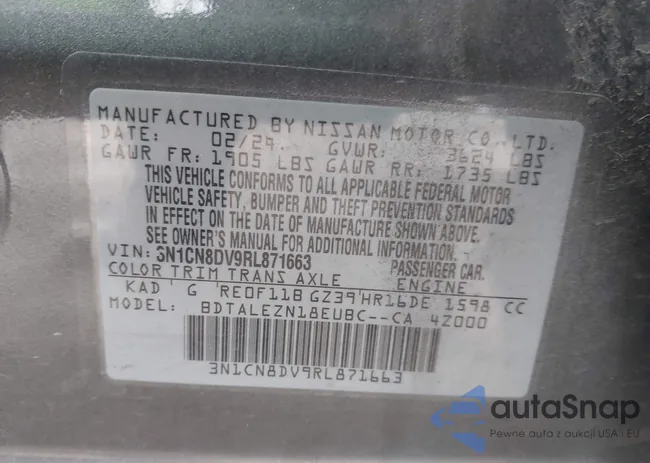 MANUFACTURED BY NISSAN MOTOR CO., LTD.
DATE: 02/24 GVWR: 3624 LBS
GAWR FR: 1905 LBS GAWR RR: 1735 LBS
THIS VEHICLE CONFORMS TO ALL APPLICABLE FEDERAL MOTOR
VEHICLE SAFETY, BUMPER AND THEFT PREVENTION STANDARDS
IN EFFECT ON THE DATE OF MANUFACTURE SHOWN ABOVE.
SEE OWNER'S MANUAL FOR ADDITIONAL INFORMATION.
VIN: 3N1CN8DV9RL871663 PASSENGER CAR.
COLOR TRIM TRANS AXLE ENGINE
KAD G RE0F11B GZ39 HR16DE 1598 CC
MODEL: BDTALEZN18EUBC--CA 42000
3N1CN8DV9RL871663
autaSnap
Pewne auta z aukcji USA i EU